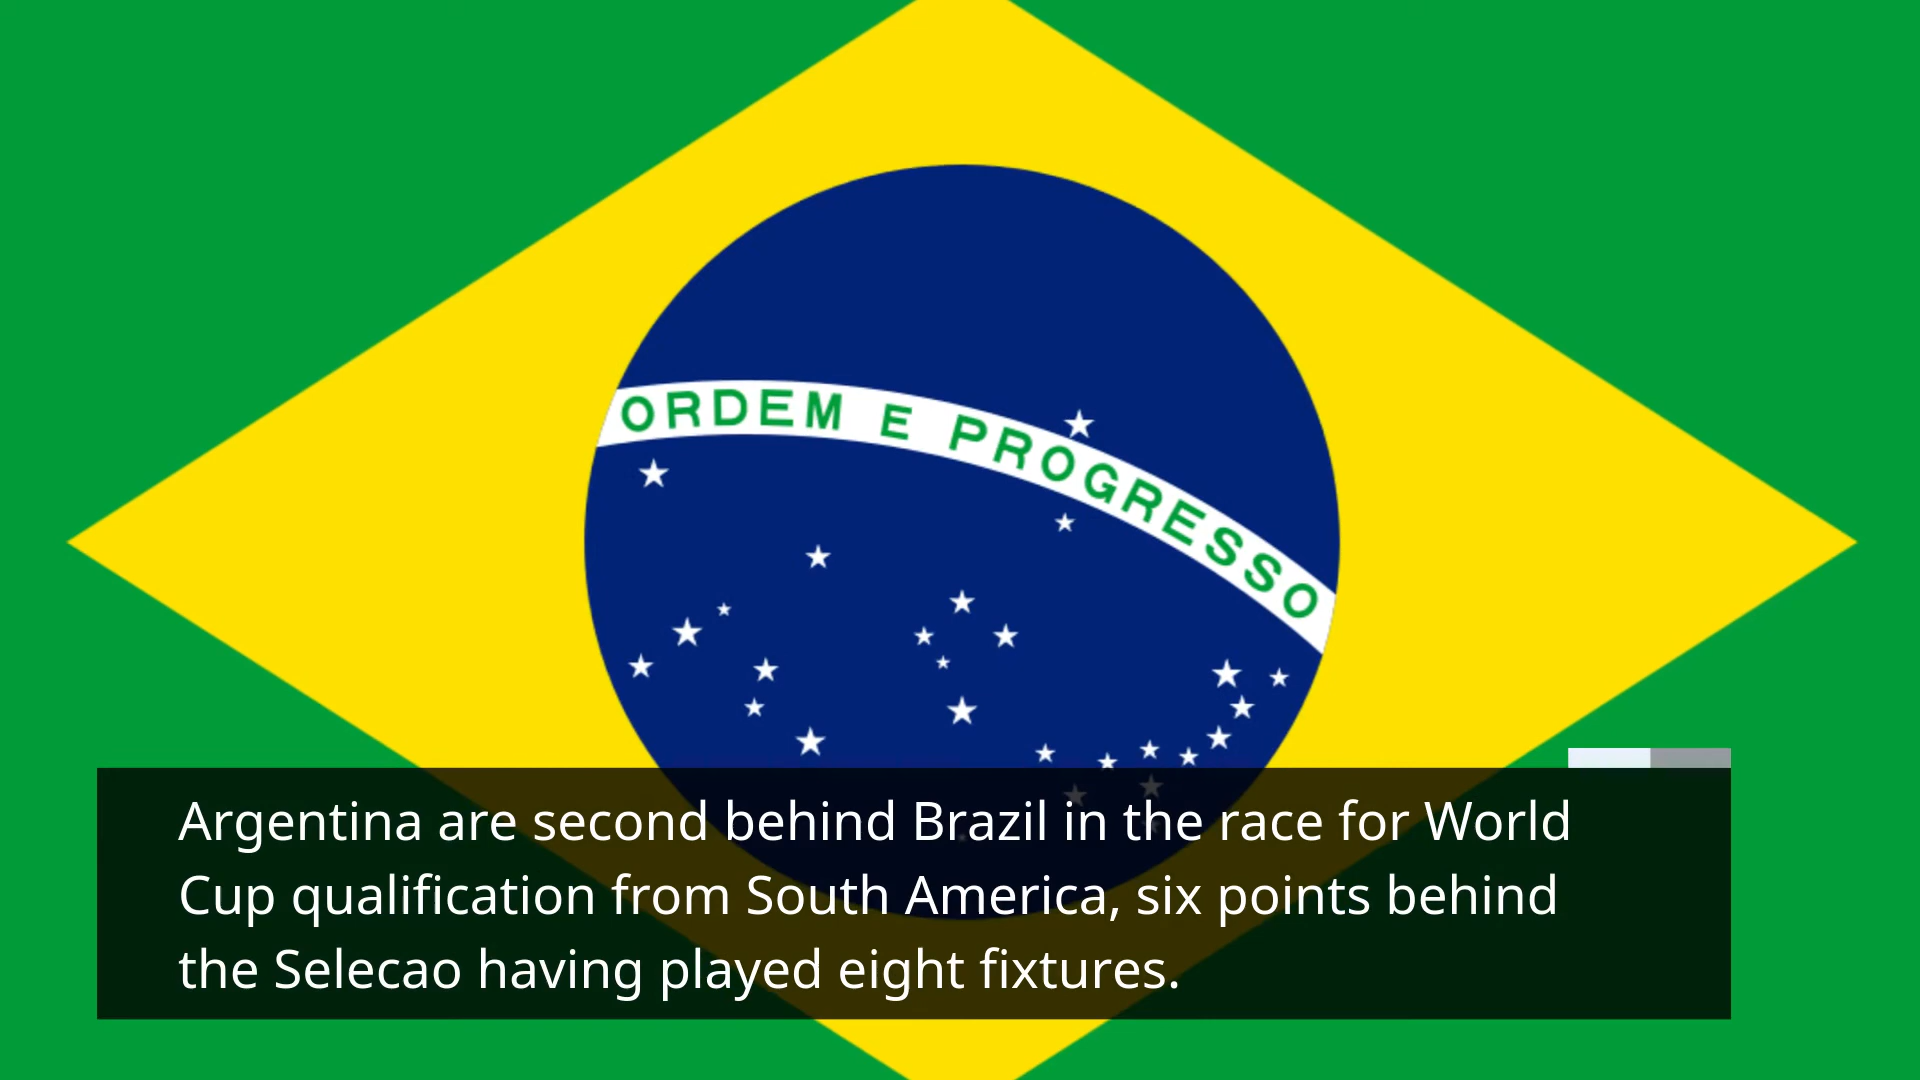 ORDEM E PROGRESSO
Argentina are second behind Brazil in the race for World
Cup qualification from South America, six points behind
the Selecao having played eight fixtures.